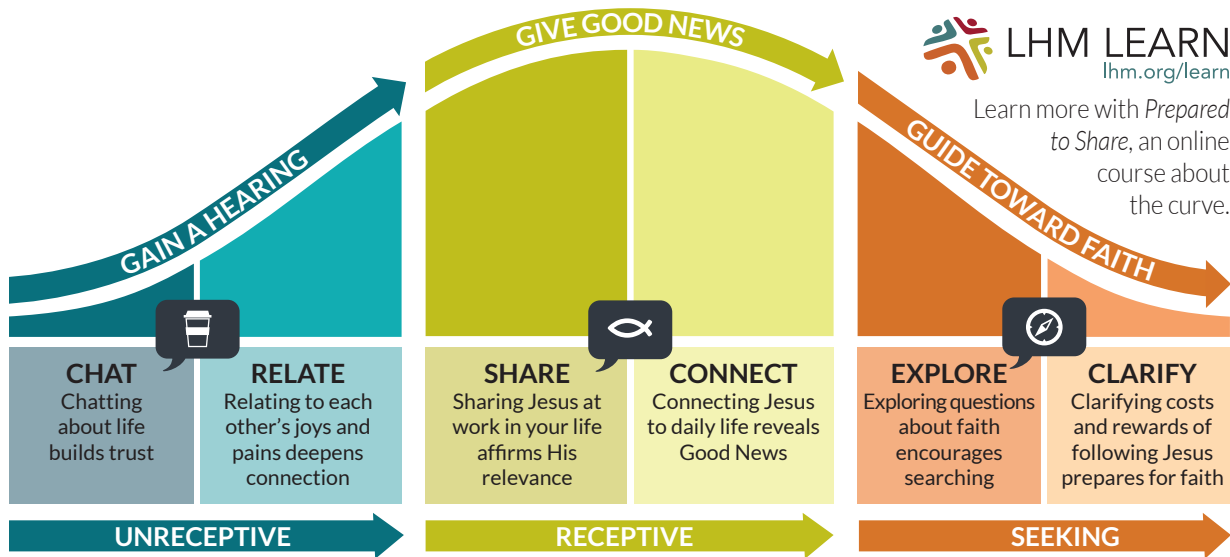 GIVE GOOD NEWS
LHM LEARN
lhm.org/learn
Learn more with Prepared
to Share, an online
course about
the curve.
GAIN A HEARING
GUIDE TOWARD FAITH
CHAT
Chatting
about life
builds trust
RELATE
Relating to each
other’s joys and
pains deepens
connection
SHARE
Sharing Jesus at
work in your life
affirms His
relevance
CONNECT
Connecting Jesus
to daily life reveals
Good News
EXPLORE
Exploring questions
about faith
encourages
searching
CLARIFY
Clarifying costs
and rewards of
following Jesus
prepares for faith
UNRECEPTIVE
RECEPTIVE
SEEKING